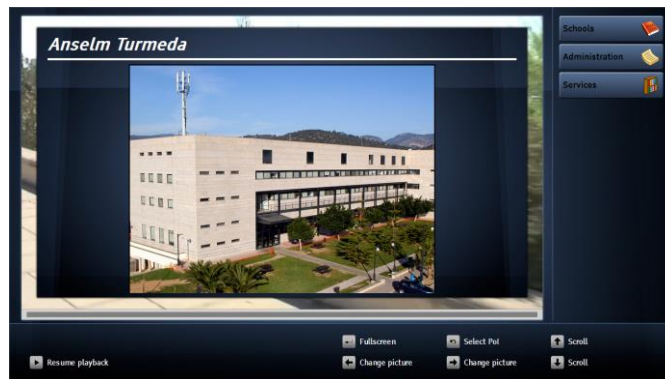 Anselm Turmeda
Schools
Administration
Services
Fullscreen
Select PoI
Scroll
Resume playback
Change picture
Change picture
Scroll